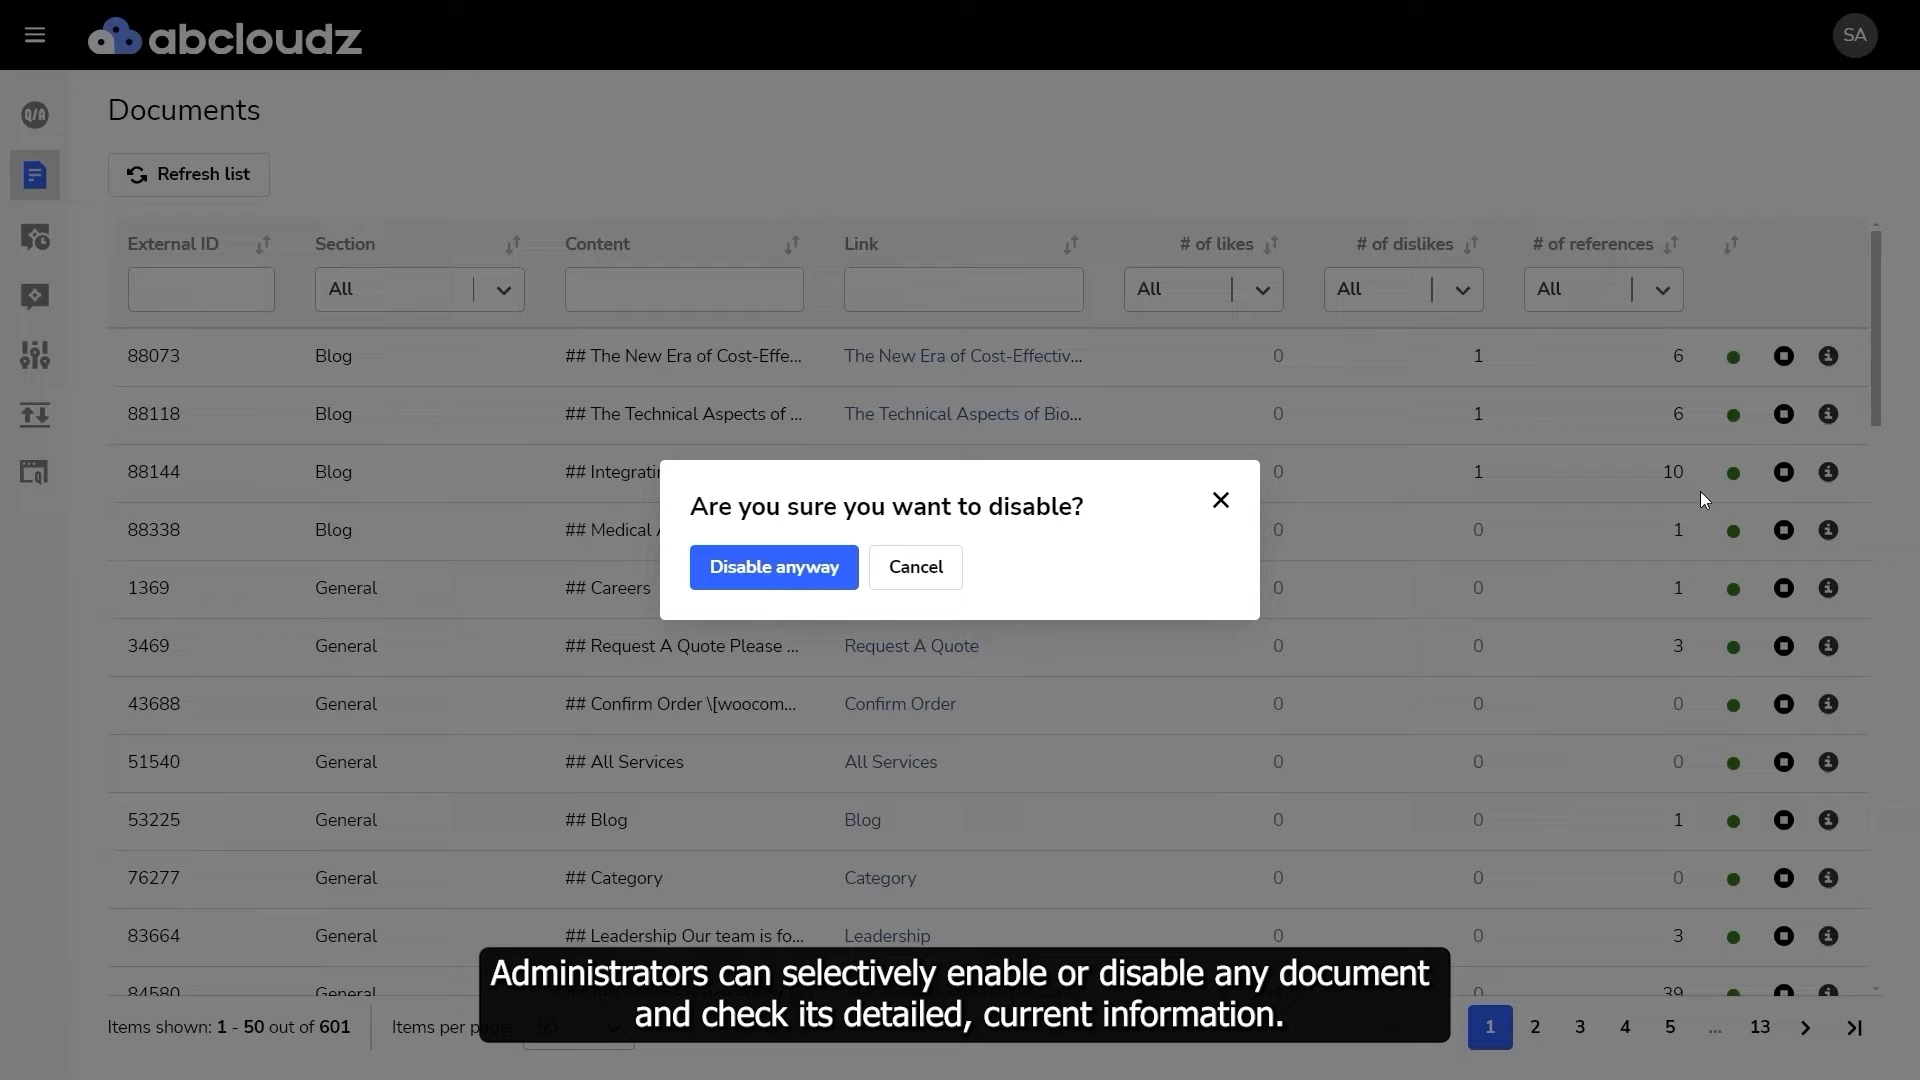 abcloudz
SA
Q/A
Documents
Refresh list
External ID Section Content Link # of likes # of dislikes # of references
All All All All
88073 Blog ## The New Era of Cost-Effe... The New Era of Cost-Effectiv... 0 1 6
88118 Blog ## The Technical Aspects of ... The Technical Aspects of Bio... 0 1 6
88144 Blog ## Integratin 0 1 10
Are you sure you want to disable?
88338 Blog ## Medical 0 0 1
Disable anyway Cancel
1369 General ## Careers 0 0 1
3469 General ## Request A Quote Please ... Request A Quote 0 0 3
43688 General ## Confirm Order \[woocom... Confirm Order 0 0 0
51540 General ## All Services All Services 0 0 0
53225 General ## Blog Blog 0 0 1
76277 General ## Category Category 0 0 0
83664 General ## Leadership Our team is fo... Leadership 0 0 3
84580 General 0 0 39
Administrators can selectively enable or disable any document
and check its detailed, current information.
Items shown: 1 - 50 out of 601 Items per page: 50 1 2 3 4 5 ... 13